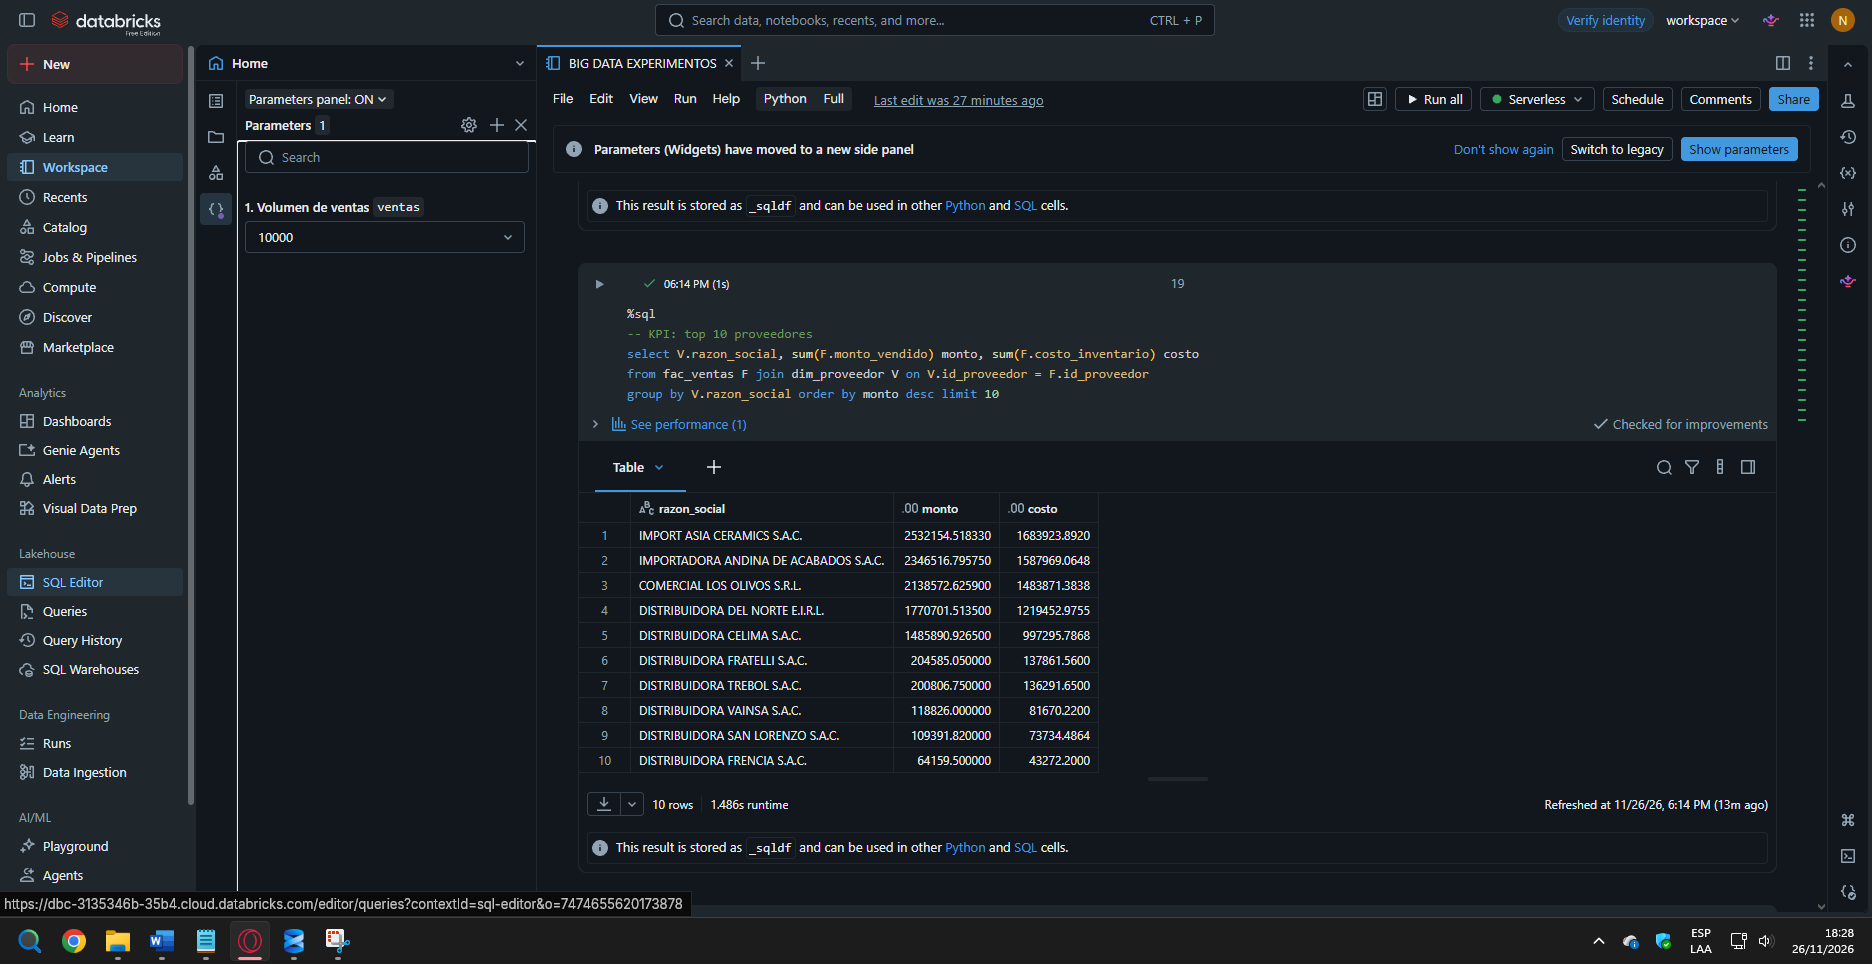 databricks
Free Edition
Search data, notebooks, recents, and more...
CTRL + P
Verify identity
workspace
N
New
Home
Learn
Workspace
Recents
Catalog
Jobs & Pipelines
Compute
Discover
Marketplace
Analytics
Dashboards
Genie Agents
Alerts
Visual Data Prep
Lakehouse
SQL Editor
Queries
Query History
SQL Warehouses
Data Engineering
Runs
Data Ingestion
AI/ML
Playground
Agents
Home
Parameters panel: ON
Parameters 1
Search
1. Volumen de ventas ventas
10000
BIG DATA EXPERIMENTOS
File Edit View Run Help Python Full Last edit was 27 minutes ago
Run all Serverless Schedule Comments Share
Parameters (Widgets) have moved to a new side panel
Don't show again Switch to legacy Show parameters
This result is stored as _sqldf and can be used in other Python and SQL cells.
06:14 PM (1s) 19
%sql
-- KPI: top 10 proveedores
select V.razon_social, sum(F.monto_vendido) monto, sum(F.costo_inventario) costo
from fac_ventas F join dim_proveedor V on V.id_proveedor = F.id_proveedor
group by V.razon_social order by monto desc limit 10
See performance (1)
Checked for improvements
Table
ABC razon_social .00 monto .00 costo
1 IMPORT ASIA CERAMICS S.A.C. 2532154.518330 1683923.8920
2 IMPORTADORA ANDINA DE ACABADOS S.A.C. 2346516.795750 1587969.0648
3 COMERCIAL LOS OLIVOS S.R.L. 2138572.625900 1483871.3838
4 DISTRIBUIDORA DEL NORTE E.I.R.L. 1770701.513500 1219452.9755
5 DISTRIBUIDORA CELIMA S.A.C. 1485890.926500 997295.7868
6 DISTRIBUIDORA FRATELLI S.A.C. 204585.050000 137861.5600
7 DISTRIBUIDORA TREBOL S.A.C. 200806.750000 136291.6500
8 DISTRIBUIDORA VAINSA S.A.C. 118826.000000 81670.2200
9 DISTRIBUIDORA SAN LORENZO S.A.C. 109391.820000 73734.4864
10 DISTRIBUIDORA FRENCIA S.A.C. 64159.500000 43272.2000
10 rows 1.486s runtime
Refreshed at 11/26/26, 6:14 PM (13m ago)
This result is stored as _sqldf and can be used in other Python and SQL cells.
https://dbc-3135346b-35b4.cloud.databricks.com/editor/queries?contextId=sql-editor&o=7474655620173878
ESP
LAA
18:28
26/11/2026